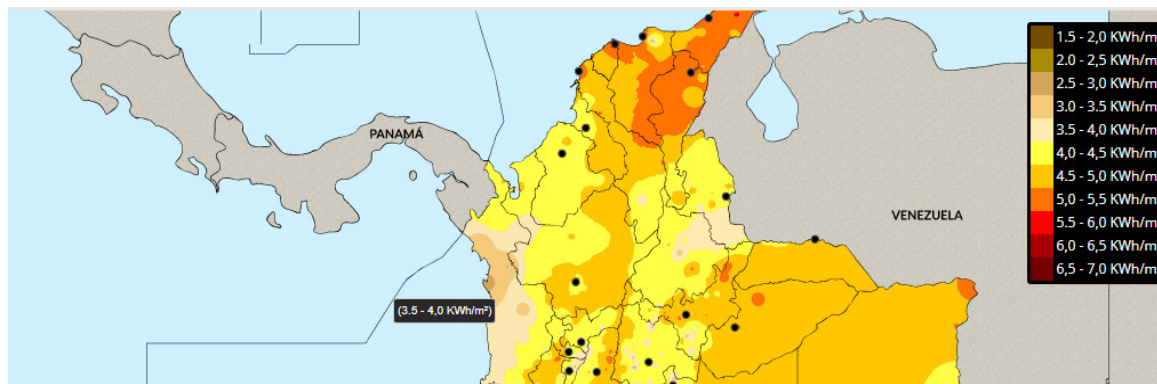 1.5 - 2,0 KWh/m
2.0 - 2,5 KWh/m
2.5 - 3,0 KWh/m
3.0 - 3.5 KWh/m
3.5 - 4,0 KWh/m
4,0 - 4,5 KWh/m
4.5 - 5,0 KWh/m
5,0 - 5,5 KWh/m
5.5 - 6,0 KWh/m
6,0 - 6,5 KWh/m
6,5 - 7,0 KWh/m
PANAMÁ
VENEZUELA
(3.5 - 4,0 KWh/m²)